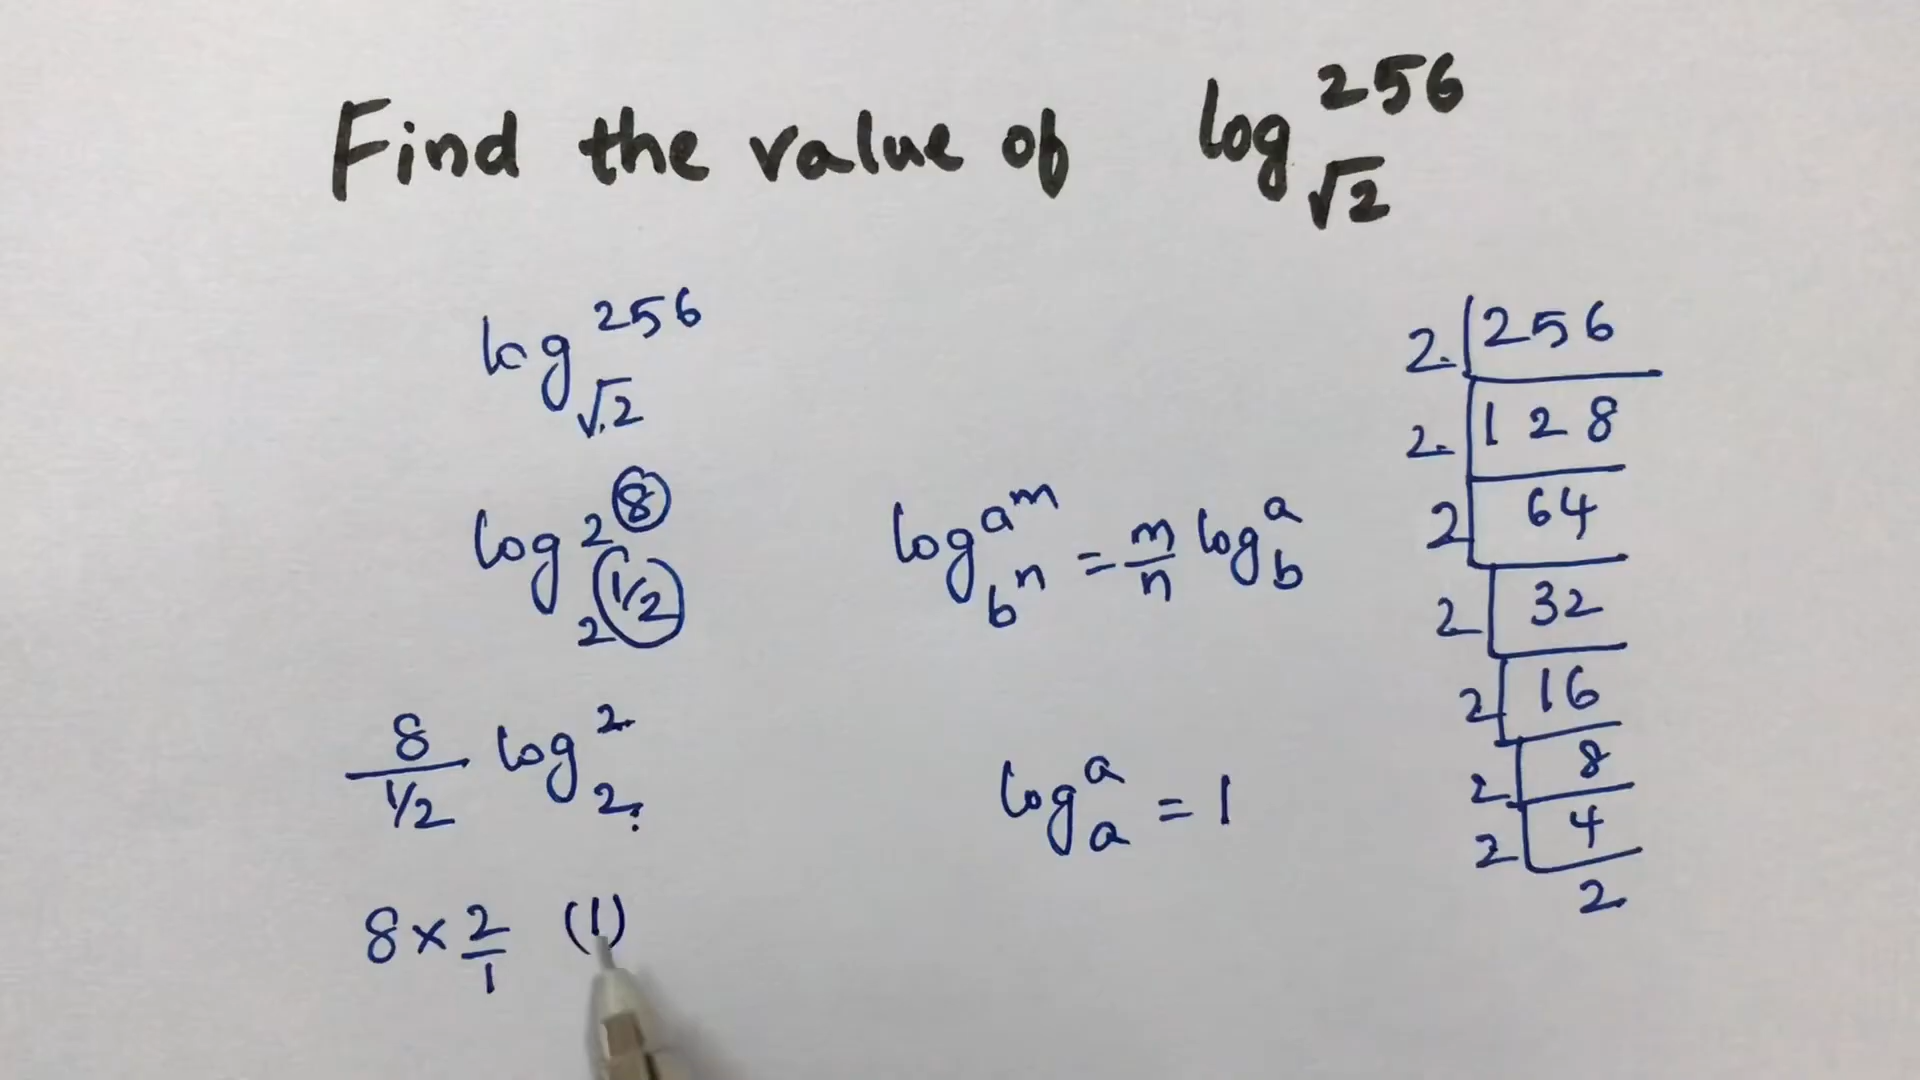 Find the value of log √2 256
log √2 256
log 2^(1/2) 2^8
8/(1/2) log 2 2
8 × 2/1 (1)
log b^n a^m = m/n log b a
log a a = 1
2 | 256
2 | 128
2 | 64
2 | 32
2 | 16
2 | 8
2 | 4
2